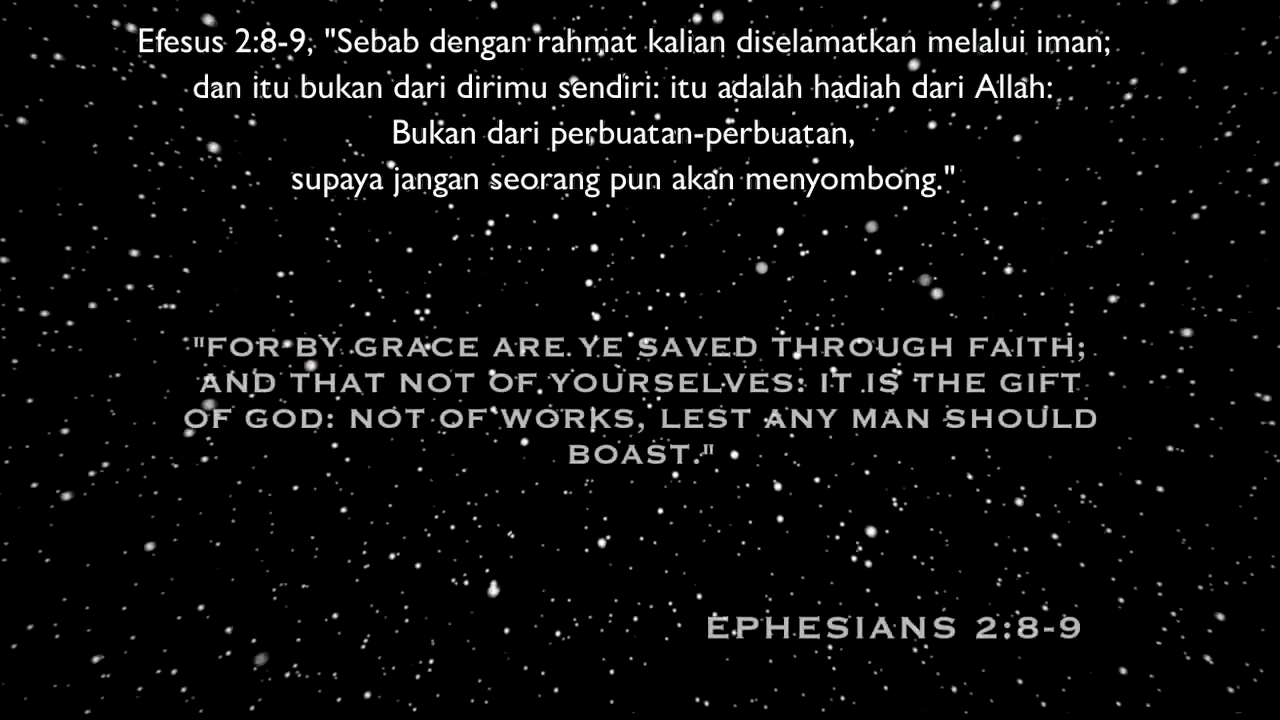 Efesus 2:8-9, "Sebab dengan rahmat kalian diselamatkan melalui iman;
dan itu bukan dari dirimu sendiri: itu adalah hadiah dari Allah:
Bukan dari perbuatan-perbuatan,
supaya jangan seorang pun akan menyombong."
"FOR BY GRACE ARE YE SAVED THROUGH FAITH;
AND THAT NOT OF YOURSELVES: IT IS THE GIFT
OF GOD: NOT OF WORKS, LEST ANY MAN SHOULD
BOAST."
EPHESIANS 2:8-9